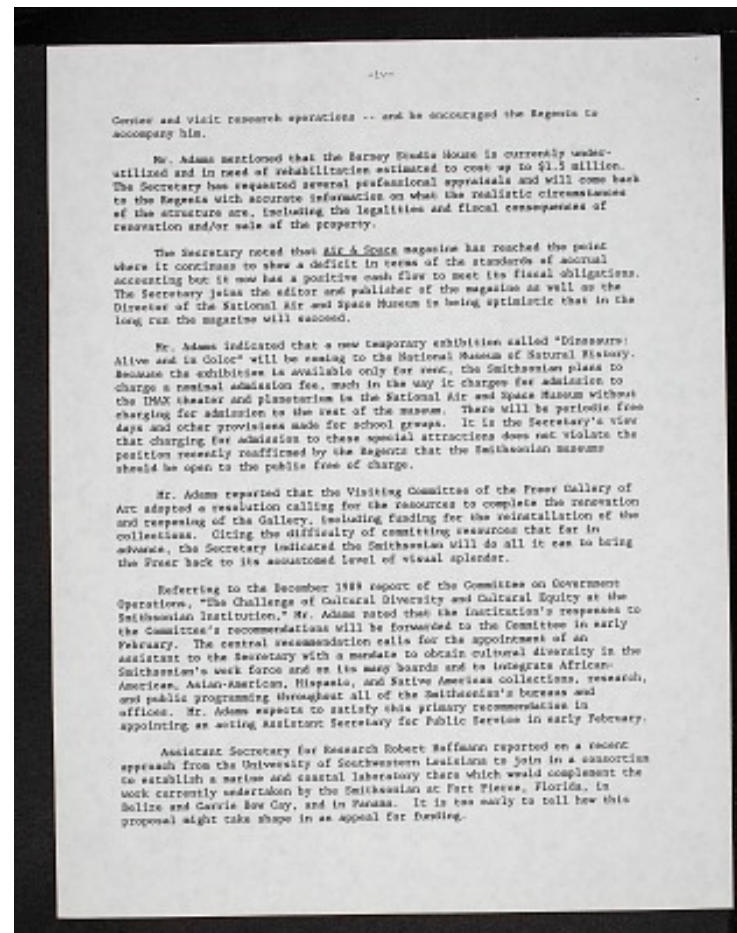 -iv-
Center and visit research operations -- and he encouraged the Regents to
accompany him.
Mr. Adams mentioned that the Barney Studio House is currently under-
utilized and in need of rehabilitation estimated to cost up to $1.5 million.
The Secretary has requested several professional appraisals and will come back
to the Regents with accurate information on what the realistic circumstances
of the structure are, including the legalities and fiscal consequences of
renovation and/or sale of the property.
The Secretary noted that Air & Space magazine has reached the point
where it continues to show a deficit in terms of the standards of accrual
accounting but it now has a positive cash flow to meet its fiscal obligations.
The Secretary joins the editor and publisher of the magazine as well as the
Director of the National Air and Space Museum in being optimistic that in the
long run the magazine will succeed.
Mr. Adams indicated that a new temporary exhibition called "Dinosaurs:
Alive and in Color" will be coming to the National Museum of Natural History.
Because the exhibition is available only for rent, the Smithsonian plans to
charge a nominal admission fee, much in the way it charges for admission to
the IMAX theater and planetarium in the National Air and Space Museum without
charging for admission to the rest of the museum. There will be periodic free
days and other provisions made for school groups. It is the Secretary's view
that charging for admission to these special attractions does not violate the
position recently reaffirmed by the Regents that the Smithsonian museums
should be open to the public free of charge.
Mr. Adams reported that the Visiting Committee of the Freer Gallery of
Art adopted a resolution calling for the resources to complete the renovation
and reopening of the Gallery, including funding for the reinstallation of the
collections. Citing the difficulty of committing resources that far in
advance, the Secretary indicated the Smithsonian will do all it can to bring
the Freer back to its accustomed level of visual splendor.
Referring to the December 1989 report of the Committee on Government
Operations, "The Challenge of Cultural Diversity and Cultural Equity at the
Smithsonian Institution," Mr. Adams noted that the Institution's responses to
the Committee's recommendations will be forwarded to the Committee in early
February. The central recommendation calls for the appointment of an
assistant to the Secretary with a mandate to obtain cultural diversity in the
Smithsonian's work force and on its many boards and to integrate African-
American, Asian-American, Hispanic, and Native American collections, research,
and public programming throughout all of the Smithsonian's bureaus and
offices. Mr. Adams expects to satisfy this primary recommendation in
appointing an acting Assistant Secretary for Public Service in early February.
Assistant Secretary for Research Robert Hoffmann reported on a recent
approach from the University of Southwestern Louisiana to join in a consortium
to establish a marine and coastal laboratory there which would complement the
work currently undertaken by the Smithsonian at Fort Pierce, Florida, in
Belize and Carrie Bow Cay, and in Panama. It is too early to tell how this
proposal might take shape in an appeal for funding.